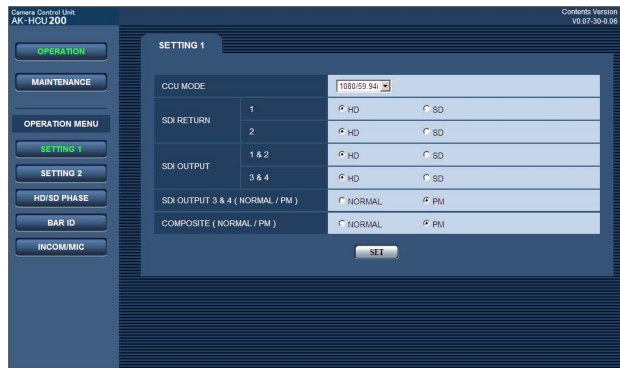 Camera Control Unit
AK-HCU200
Contents Version
V0.07-30-0.06
OPERATION
MAINTENANCE
OPERATION MENU
SETTING 1
SETTING 2
HD/SD PHASE
BAR ID
INCOM/MIC
SETTING 1
CCU MODE 1080/59.94i
SDI RETURN
1 HD SD
2 HD SD
SDI OUTPUT
1 & 2 HD SD
3 & 4 HD SD
SDI OUTPUT 3 & 4 ( NORMAL / PM ) NORMAL PM
COMPOSITE ( NORMAL / PM ) NORMAL PM
SET